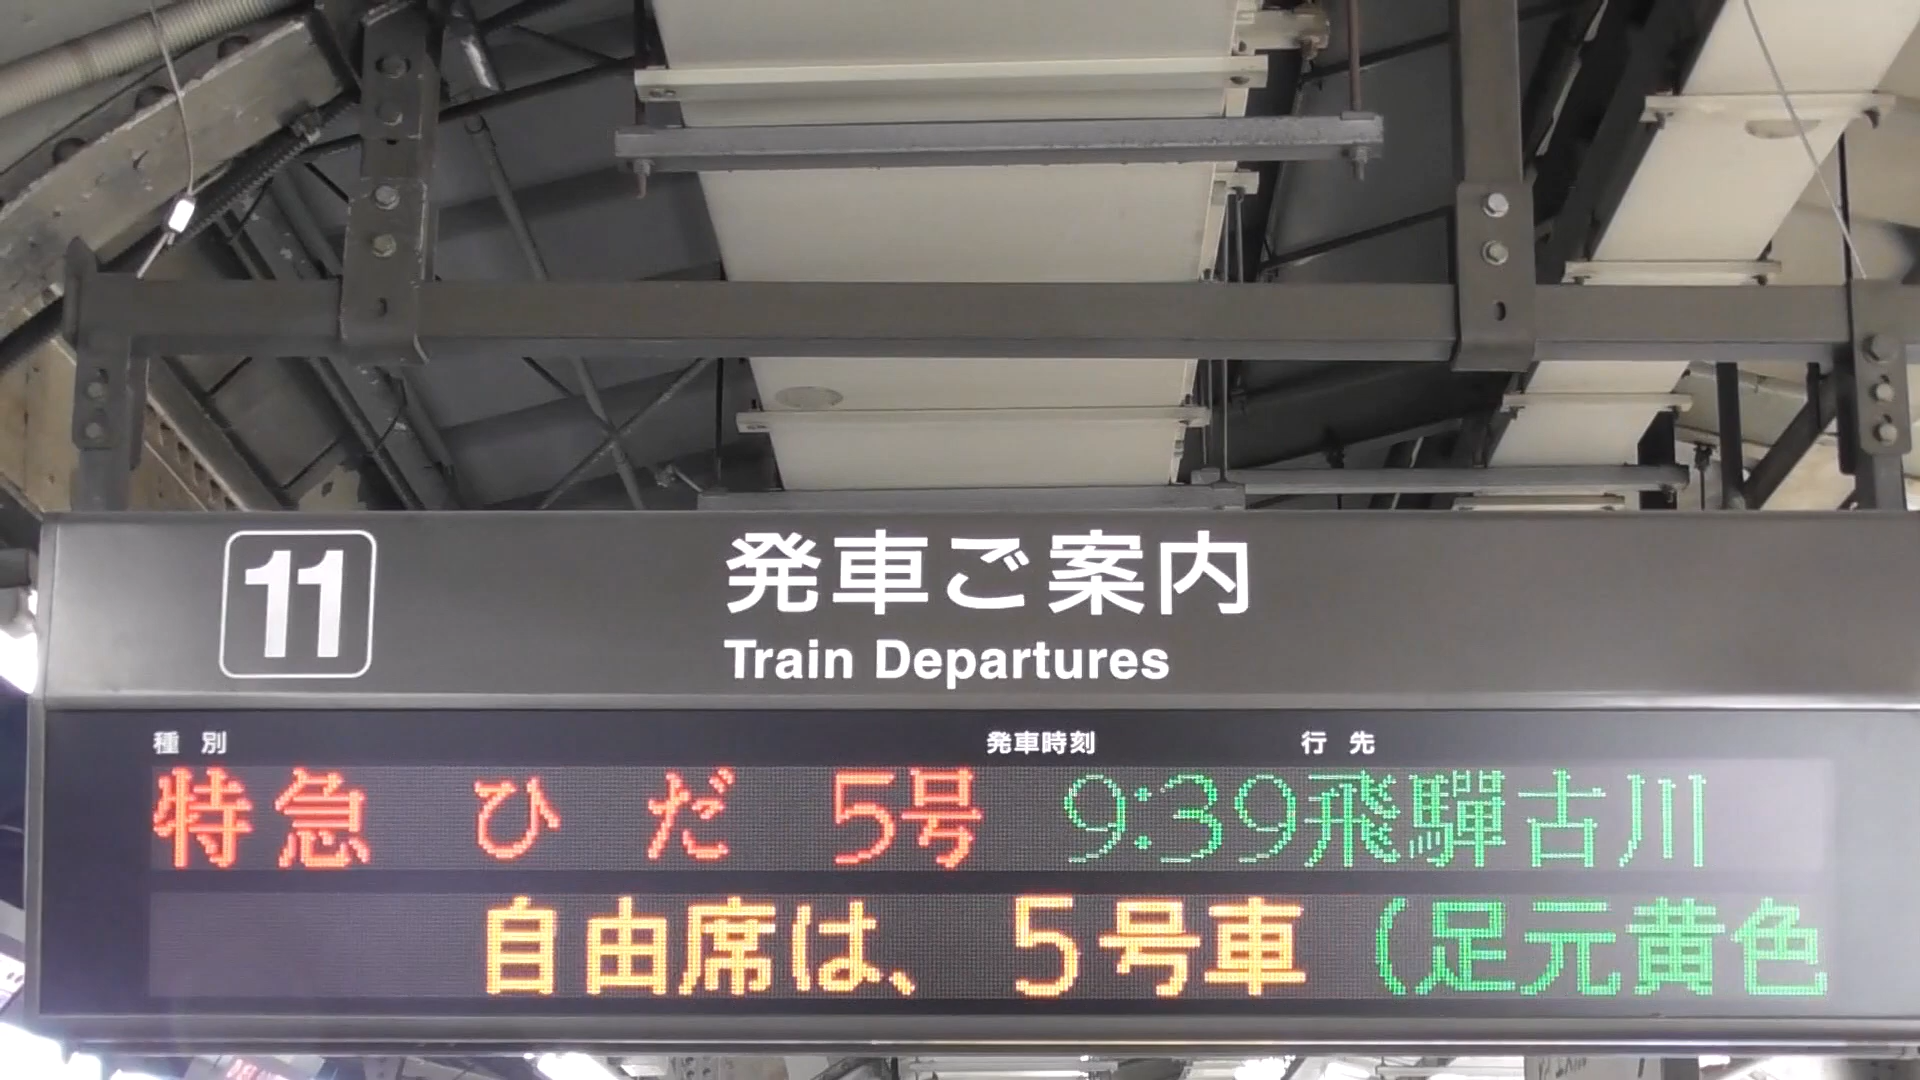 11
発車ご案内
Train Departures
種別 発車時刻 行先
特急 ひだ 5号 9:39 飛騨古川
自由席は、 5号車 (足元黄色